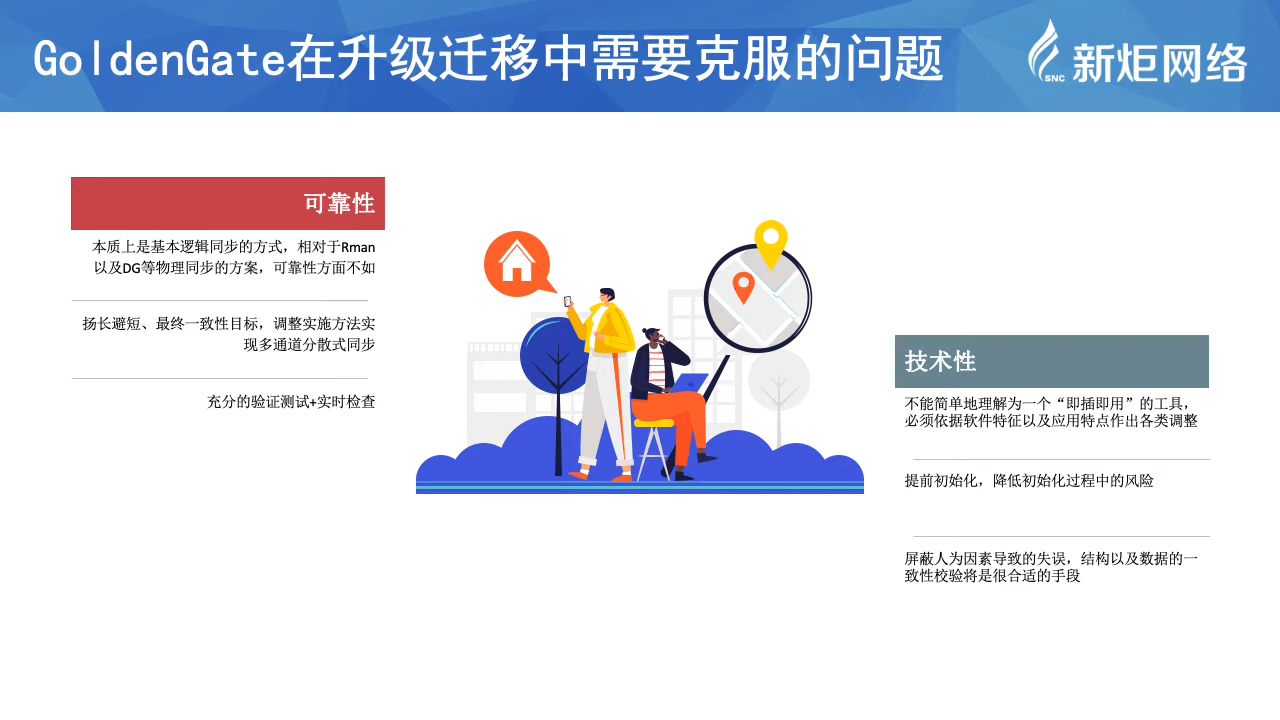 GoldenGate在升级迁移中需要克服的问题
SNC 新炬网络
可靠性
本质上是基本逻辑同步的方式，相对于Rman
以及DG等物理同步的方案，可靠性方面不如
扬长避短、最终一致性目标，调整实施方法实
现多通道分散式同步
充分的验证测试+实时检查
技术性
不能简单地理解为一个“即插即用”的工具，
必须依据软件特征以及应用特点作出各类调整
提前初始化，降低初始化过程中的风险
屏蔽人为因素导致的失误，结构以及数据的一
致性校验将是很合适的手段